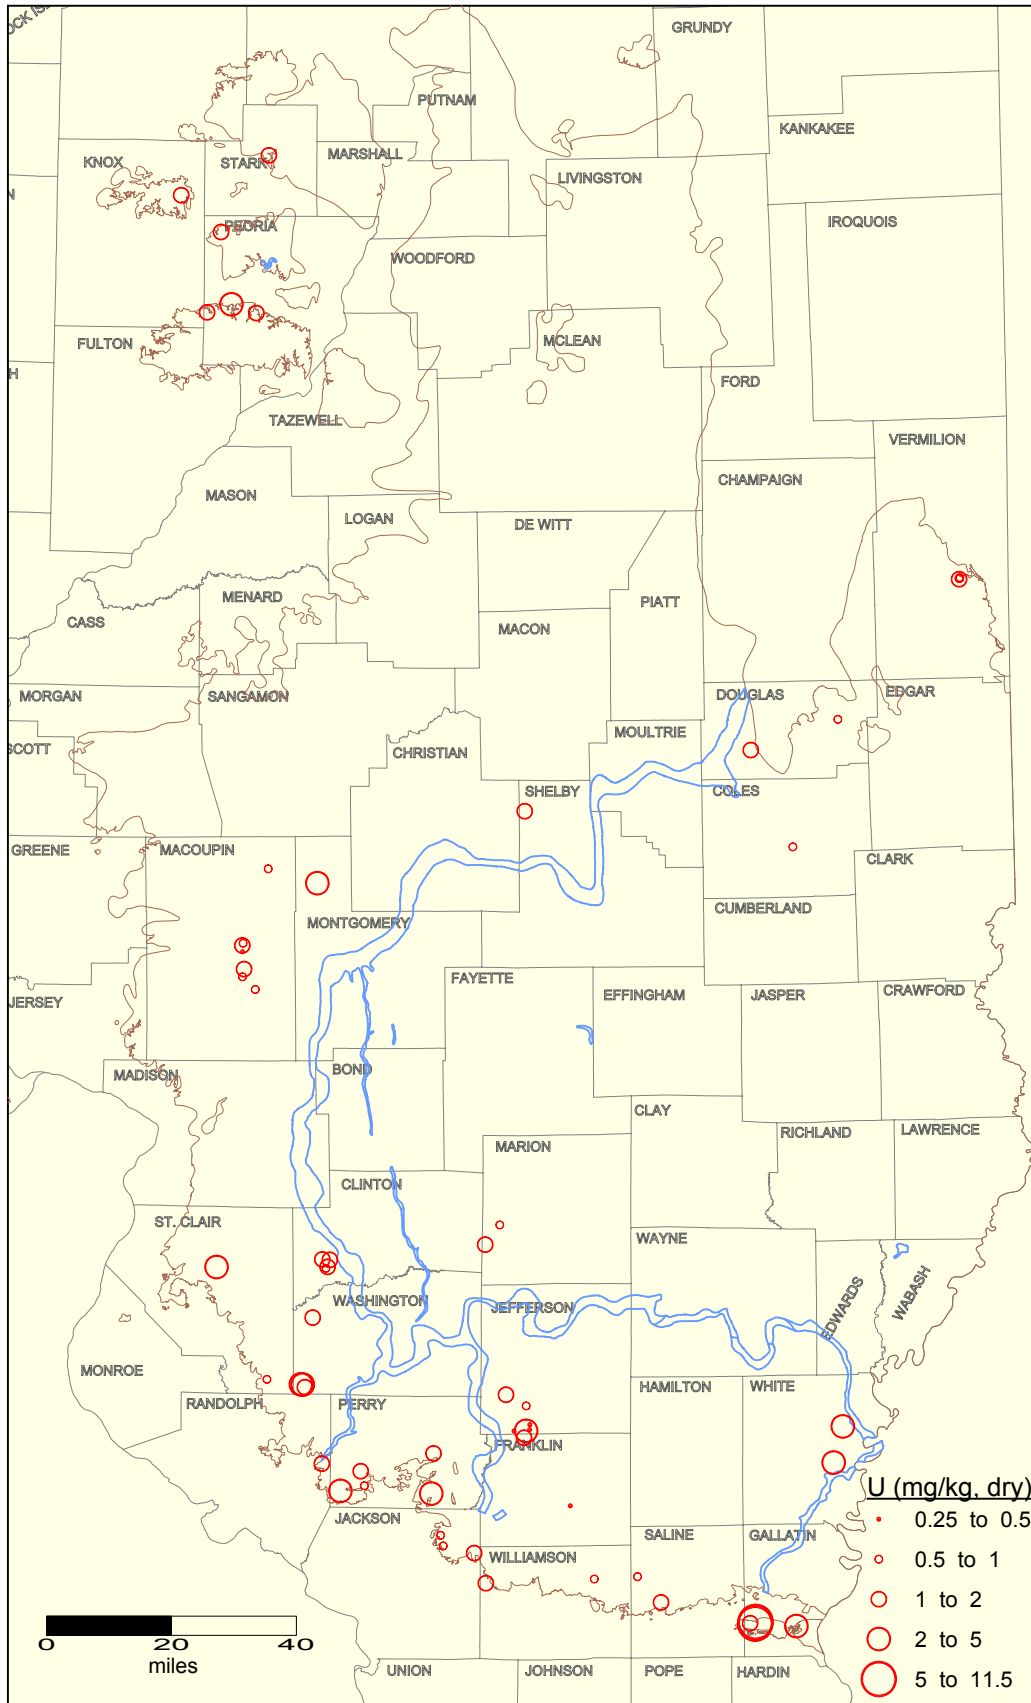 OCK ISL
GRUNDY
PUTNAM
KANKAKEE
KNOX
STARK
MARSHALL
LIVINGSTON
N
IROQUOIS
PEORIA
WOODFORD
FULTON
MCLEAN
H
FORD
TAZEWELL
VERMILION
CHAMPAIGN
MASON
LOGAN
DE WITT
MENARD
PIATT
CASS
MACON
MORGAN
SANGAMON
DOUGLAS
EDGAR
SCOTT
CHRISTIAN
MOULTRIE
SHELBY
COLES
GREENE
MACOUPIN
CLARK
MONTGOMERY
CUMBERLAND
FAYETTE
JERSEY
EFFINGHAM
JASPER
CRAWFORD
MADISON
BOND
CLAY
RICHLAND
LAWRENCE
MARION
CLINTON
ST. CLAIR
WAYNE
WASHINGTON
JEFFERSON
EDWARDS
WABASH
MONROE
RANDOLPH
PERRY
HAMILTON
WHITE
FRANKLIN
U (mg/kg, dry)
0.25 to 0.5
JACKSON
SALINE
GALLATIN
WILLIAMSON
0.5 to 1
1 to 2
2 to 5
0 20 40
miles
UNION
JOHNSON
POPE
HARDIN
5 to 11.5